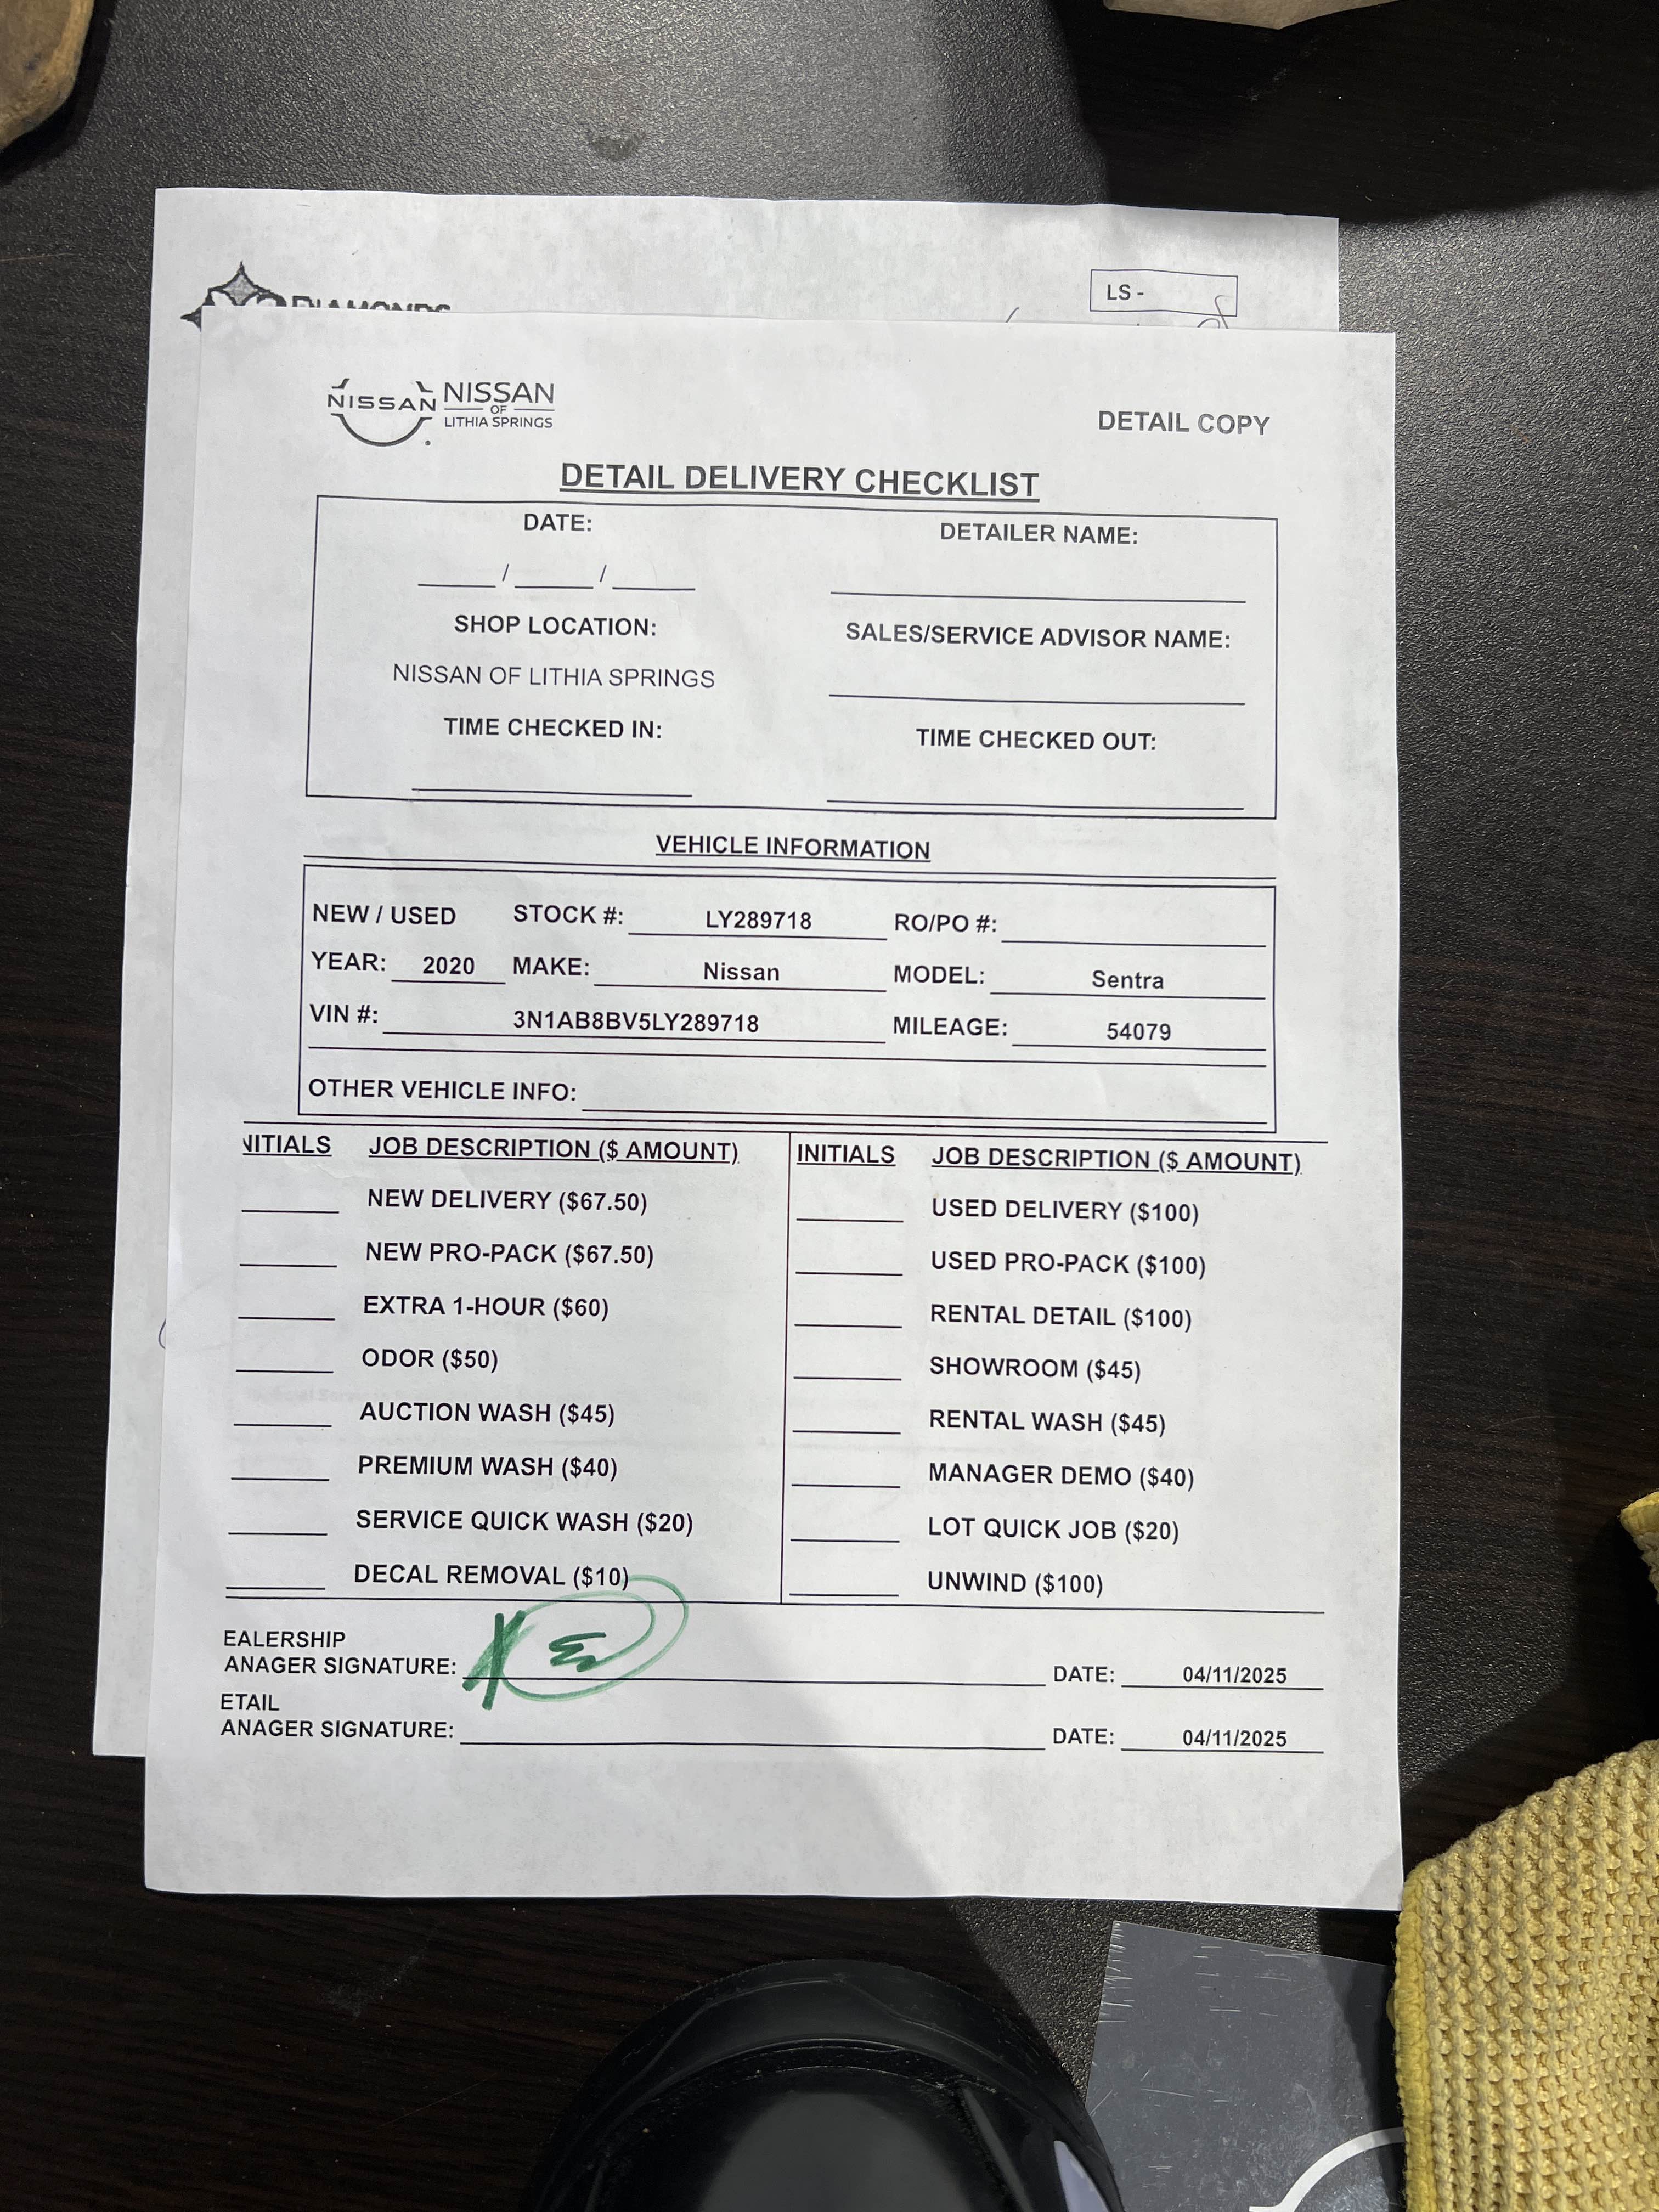 DIAMONDS
LS -
NISSAN
NISSAN
OF
LITHIA SPRINGS
DETAIL COPY
DETAIL DELIVERY CHECKLIST
DATE: DETAILER NAME:
_____ / _____ / _____
SHOP LOCATION: SALES/SERVICE ADVISOR NAME:
NISSAN OF LITHIA SPRINGS
TIME CHECKED IN: TIME CHECKED OUT:
VEHICLE INFORMATION
NEW / USED STOCK #: LY289718 RO/PO #:
YEAR: 2020 MAKE: Nissan MODEL: Sentra
VIN #: 3N1AB8BV5LY289718 MILEAGE: 54079
OTHER VEHICLE INFO:
NITIALS JOB DESCRIPTION ($ AMOUNT) INITIALS JOB DESCRIPTION ($ AMOUNT)
NEW DELIVERY ($67.50) USED DELIVERY ($100)
NEW PRO-PACK ($67.50) USED PRO-PACK ($100)
EXTRA 1-HOUR ($60) RENTAL DETAIL ($100)
ODOR ($50) SHOWROOM ($45)
AUCTION WASH ($45) RENTAL WASH ($45)
PREMIUM WASH ($40) MANAGER DEMO ($40)
SERVICE QUICK WASH ($20) LOT QUICK JOB ($20)
DECAL REMOVAL ($10) UNWIND ($100)
EALERSHIP
ANAGER SIGNATURE: DATE: 04/11/2025
ETAIL
ANAGER SIGNATURE: DATE: 04/11/2025